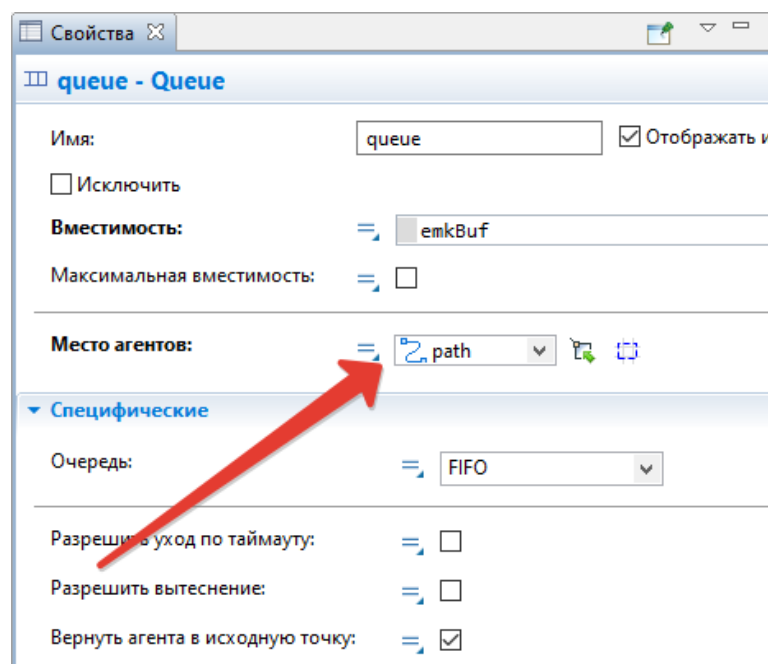 Свойства
queue - Queue
Имя: queue Отображать и
Исключить
Вместимость: emkBuf
Максимальная вместимость:
Место агентов: path
Специфические
Очередь: FIFO
Разрешить уход по таймауту:
Разрешить вытеснение:
Вернуть агента в исходную точку: